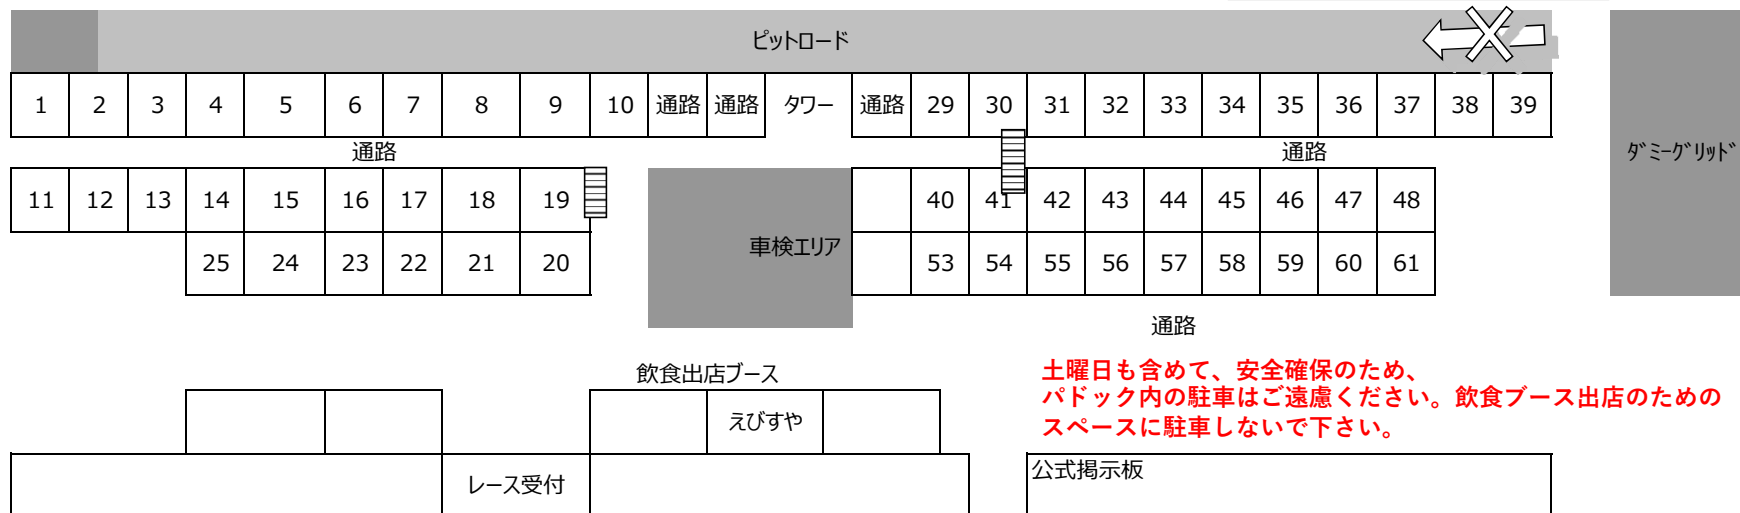 ピットロード
1 2 3 4 5 6 7 8 9 10 通路 通路 タワー 通路 29 30 31 32 33 34 35 36 37 38 39
通路 通路
ダミーグリッド
11 12 13 14 15 16 17 18 19 40 41 42 43 44 45 46 47 48
車検エリア
25 24 23 22 21 20 53 54 55 56 57 58 59 60 61
通路
飲食出店ブース
土曜日も含めて、安全確保のため、
パドック内の駐車はご遠慮ください。飲食ブース出店のための
スペースに駐車しないで下さい。
えびすや
レース受付
公式掲示板